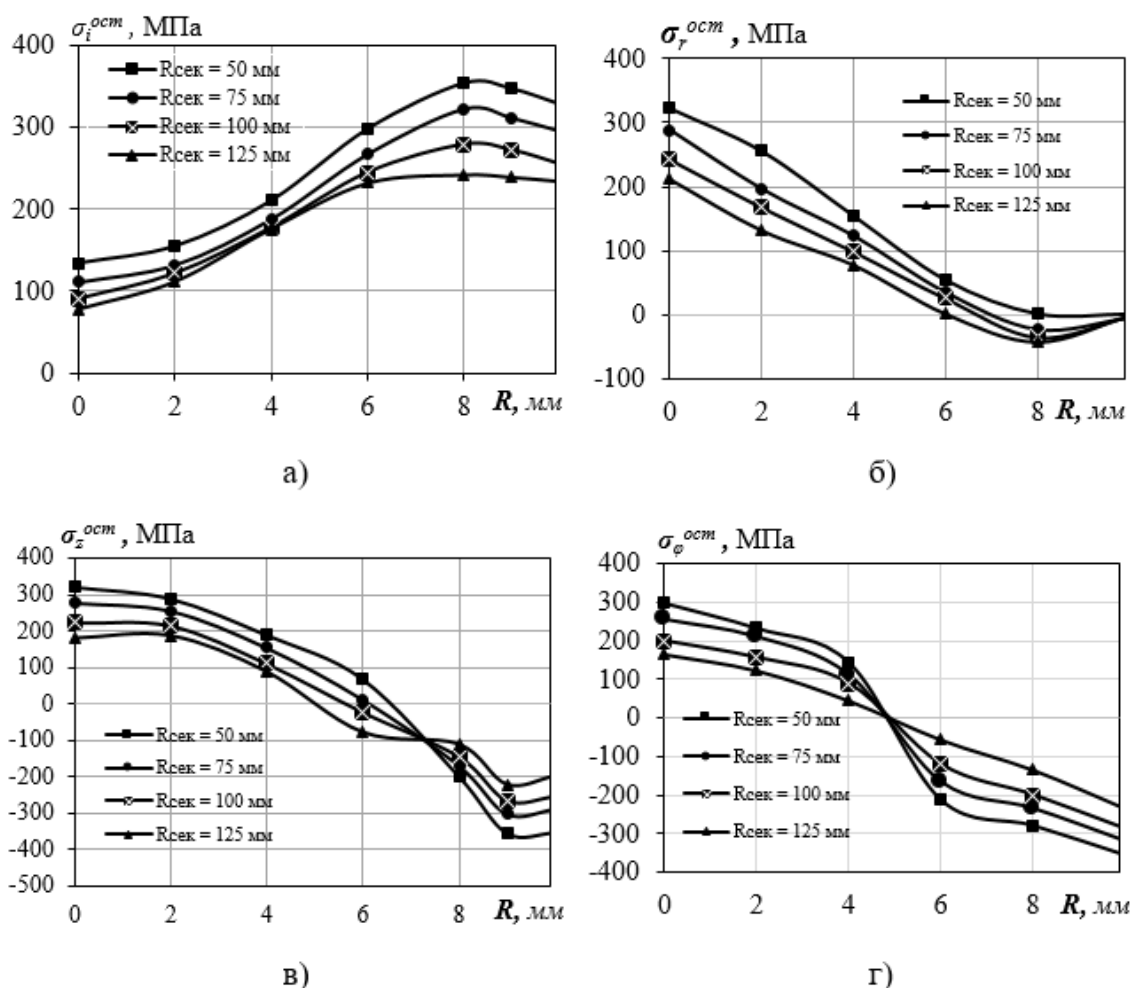 σᵢᵒᶜᵐ , МПа
400
300
200
100
0
Rсек = 50 мм
Rсек = 75 мм
Rсек = 100 мм
Rсек = 125 мм
0 2 4 6 8 R, мм
а)
σᵣᵒᶜᵐ , МПа
400
300
200
100
0
-100
Rсек = 50 мм
Rсек = 75 мм
Rсек = 100 мм
Rсек = 125 мм
0 2 4 6 8 R, мм
б)
σ_zᵒᶜᵐ , МПа
400
300
200
100
0
-100
-200
-300
-400
-500
Rсек = 50 мм
Rсек = 75 мм
Rсек = 100 мм
Rсек = 125 мм
0 2 4 6 8 R, мм
в)
σᵩᵒᶜᵐ , МПа
400
300
200
100
0
-100
-200
-300
-400
Rсек = 50 мм
Rсек = 75 мм
Rсек = 100 мм
Rсек = 125 мм
0 2 4 6 8 R, мм
г)